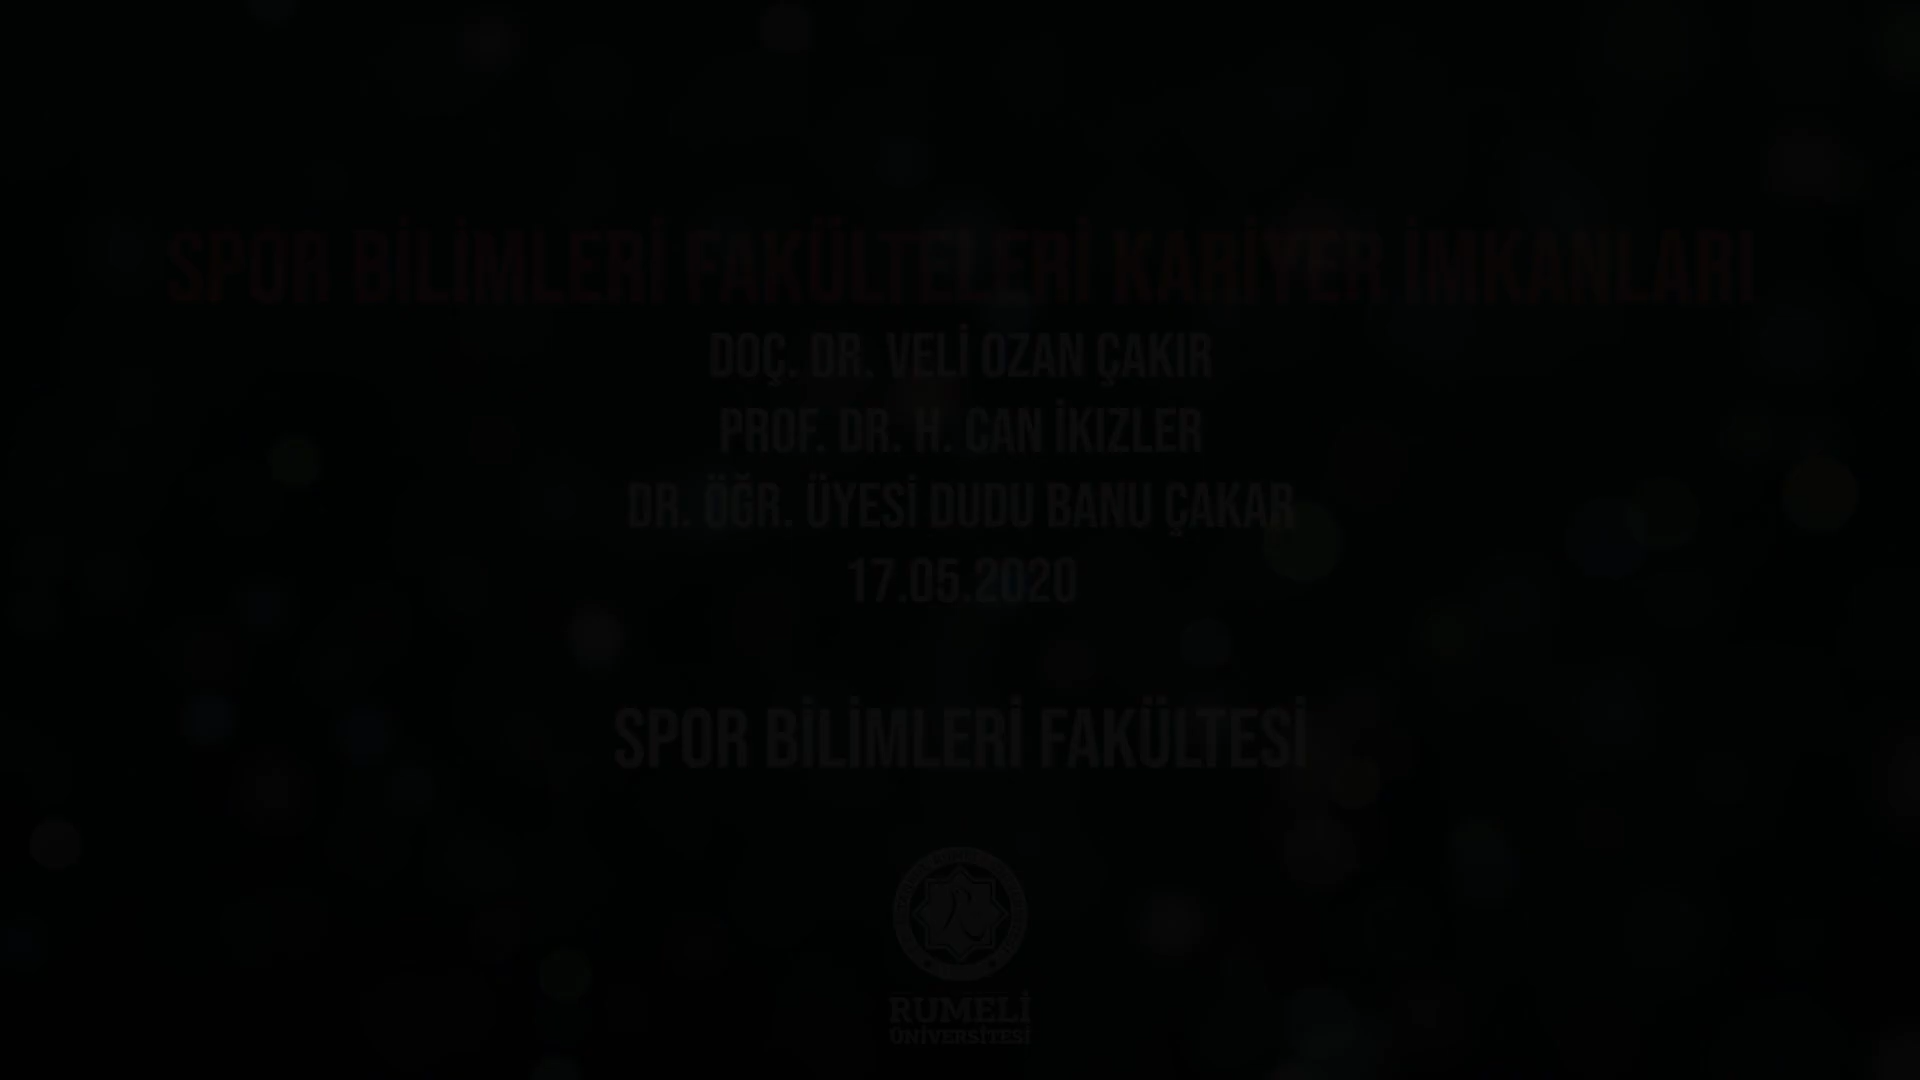 SPOR BİLİMLERİ FAKÜLTELERİ KARİYER İMKANLARI
DOÇ. DR. VELİ OZAN ÇAKIR
PROF. DR. H. CAN İKIZLER
DR. ÖĞR. ÜYESİ DUDU BANU ÇAKAR
17.05.2020
SPOR BİLİMLERİ FAKÜLTESİ
RUMELİ
ÜNİVERSİTESİ